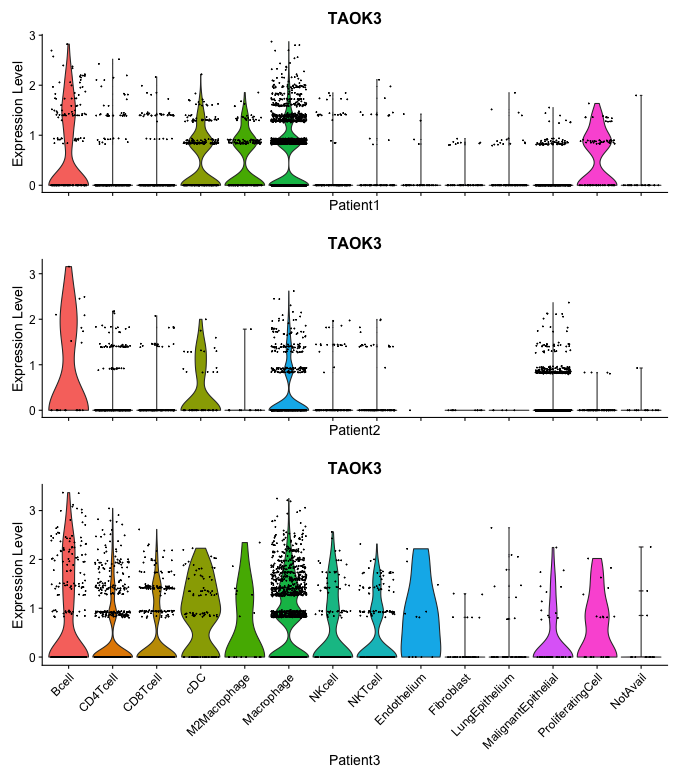 TAOK3
Expression Level
3
2
1
0
Patient1
TAOK3
Expression Level
3
2
1
0
Patient2
TAOK3
Expression Level
3
2
1
0
Bcell
CD4Tcell
CD8Tcell
cDC
M2Macrophage
Macrophage
NKcell
NKTcell
Endothelium
Fibroblast
LungEpithelium
MalignantEpithelial
ProliferatingCell
NotAvail
Patient3